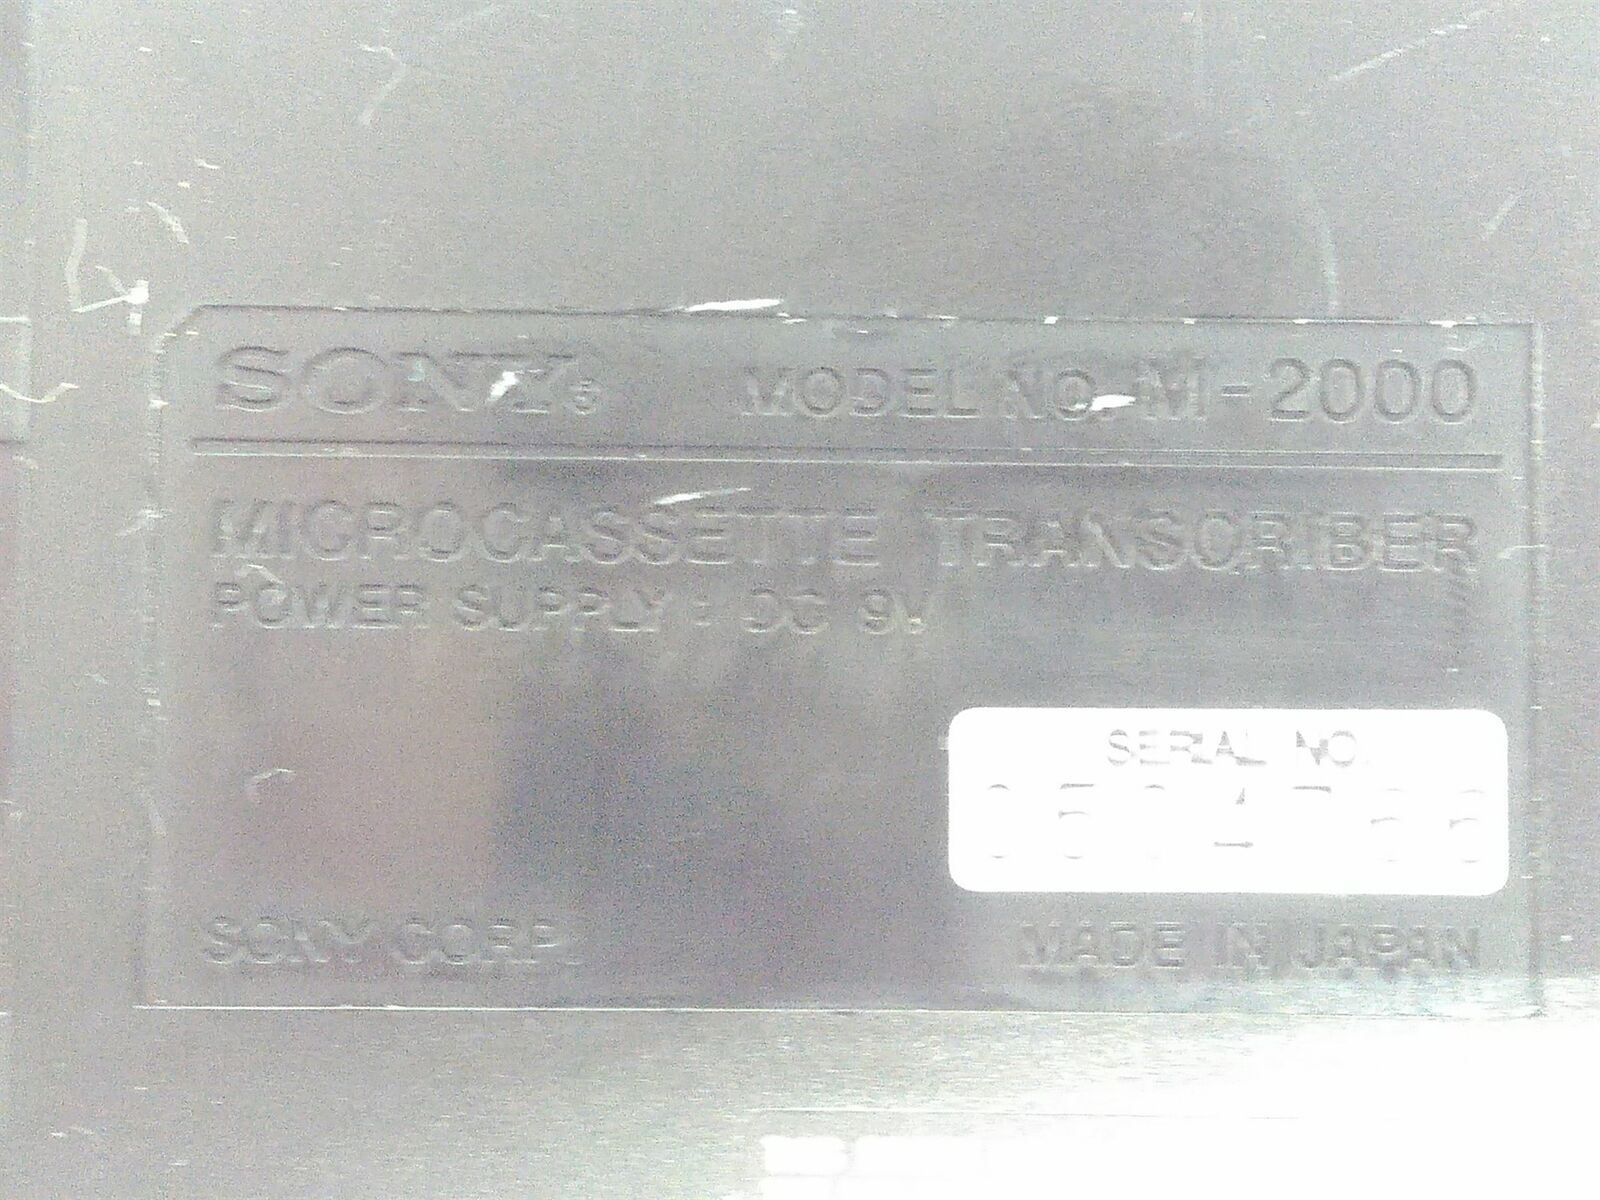 SONY® MODEL NO. M-2000
MICROCASSETTE TRANSCRIBER
POWER SUPPLY: DC 9V
SERIAL NO.
SONY CORP.
MADE IN JAPAN